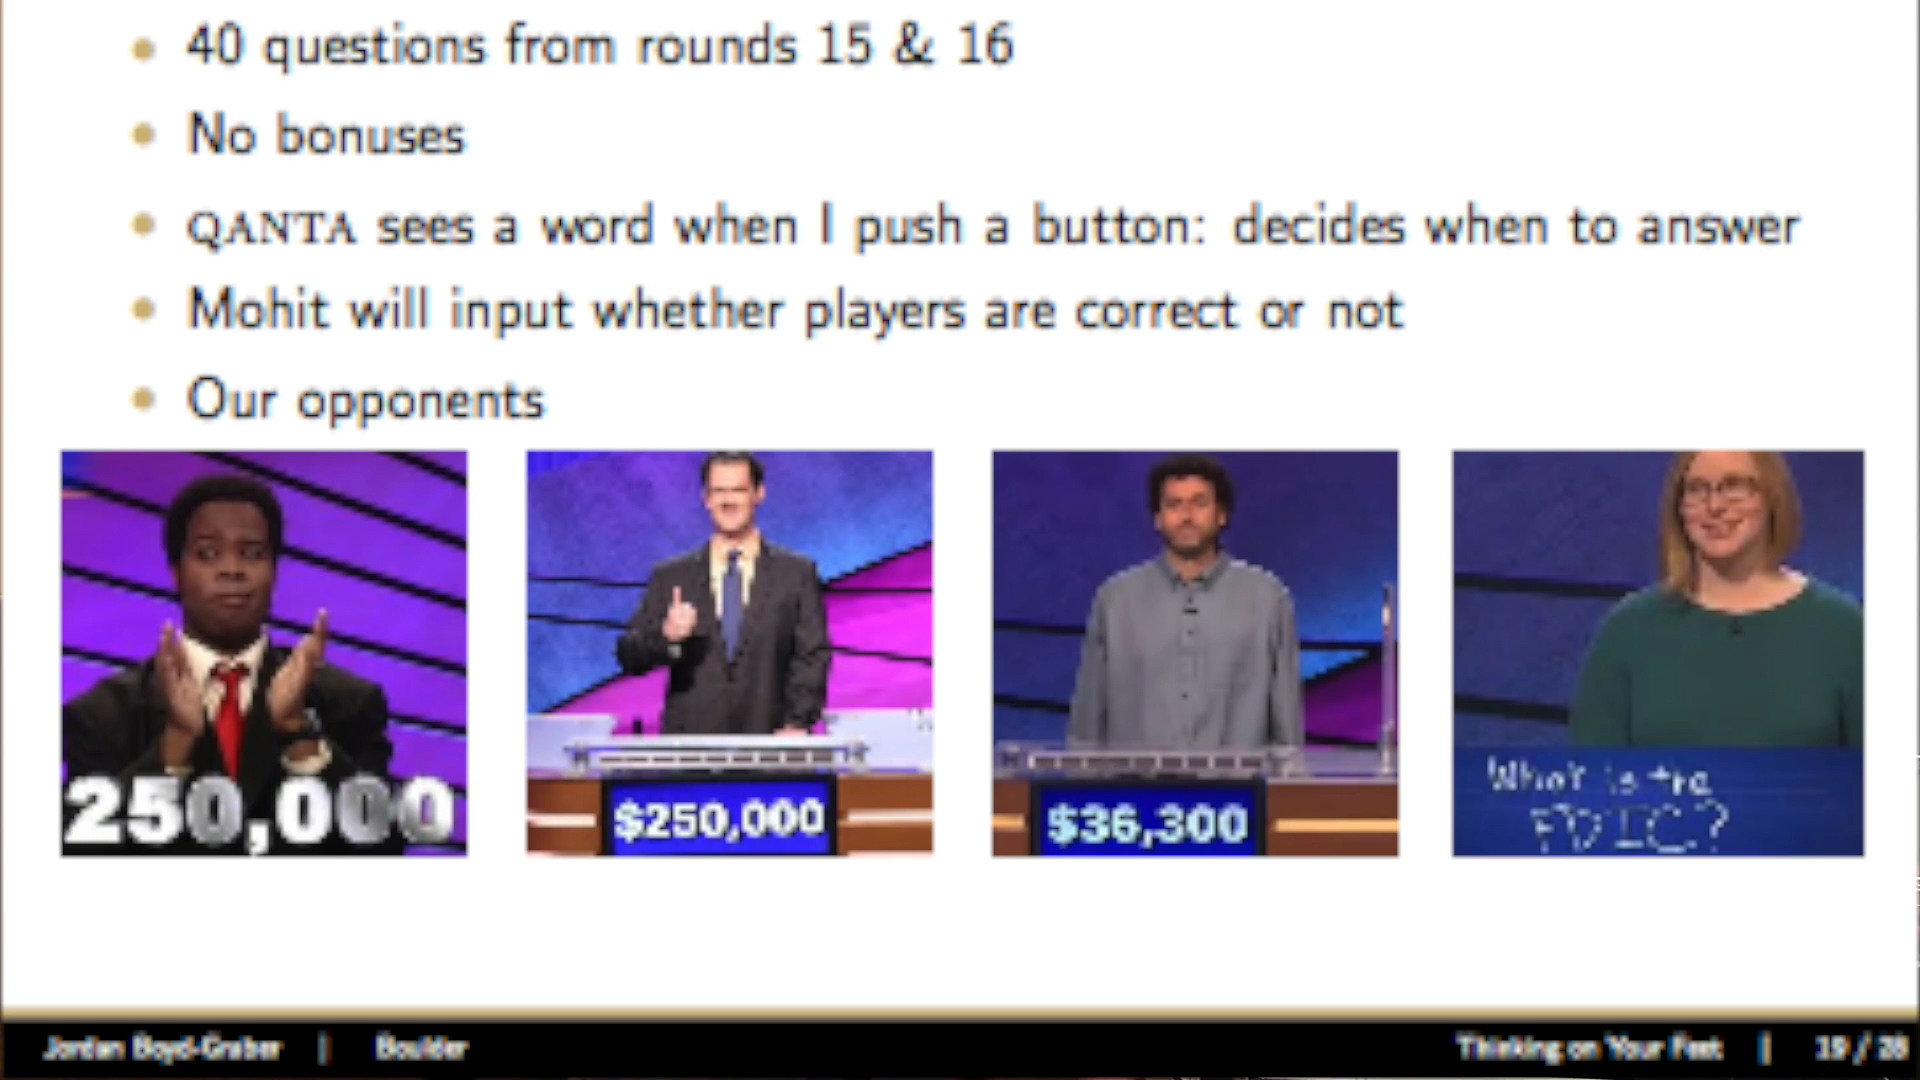 40 questions from rounds 15 & 16
No bonuses
QANTA sees a word when I push a button: decides when to answer
Mohit will input whether players are correct or not
Our opponents
250,000
$250,000
$36,300
What is the
FDIC?
Jordan Boyd-Graber | Boulder
Thinking on Your Feet | 19 / 28